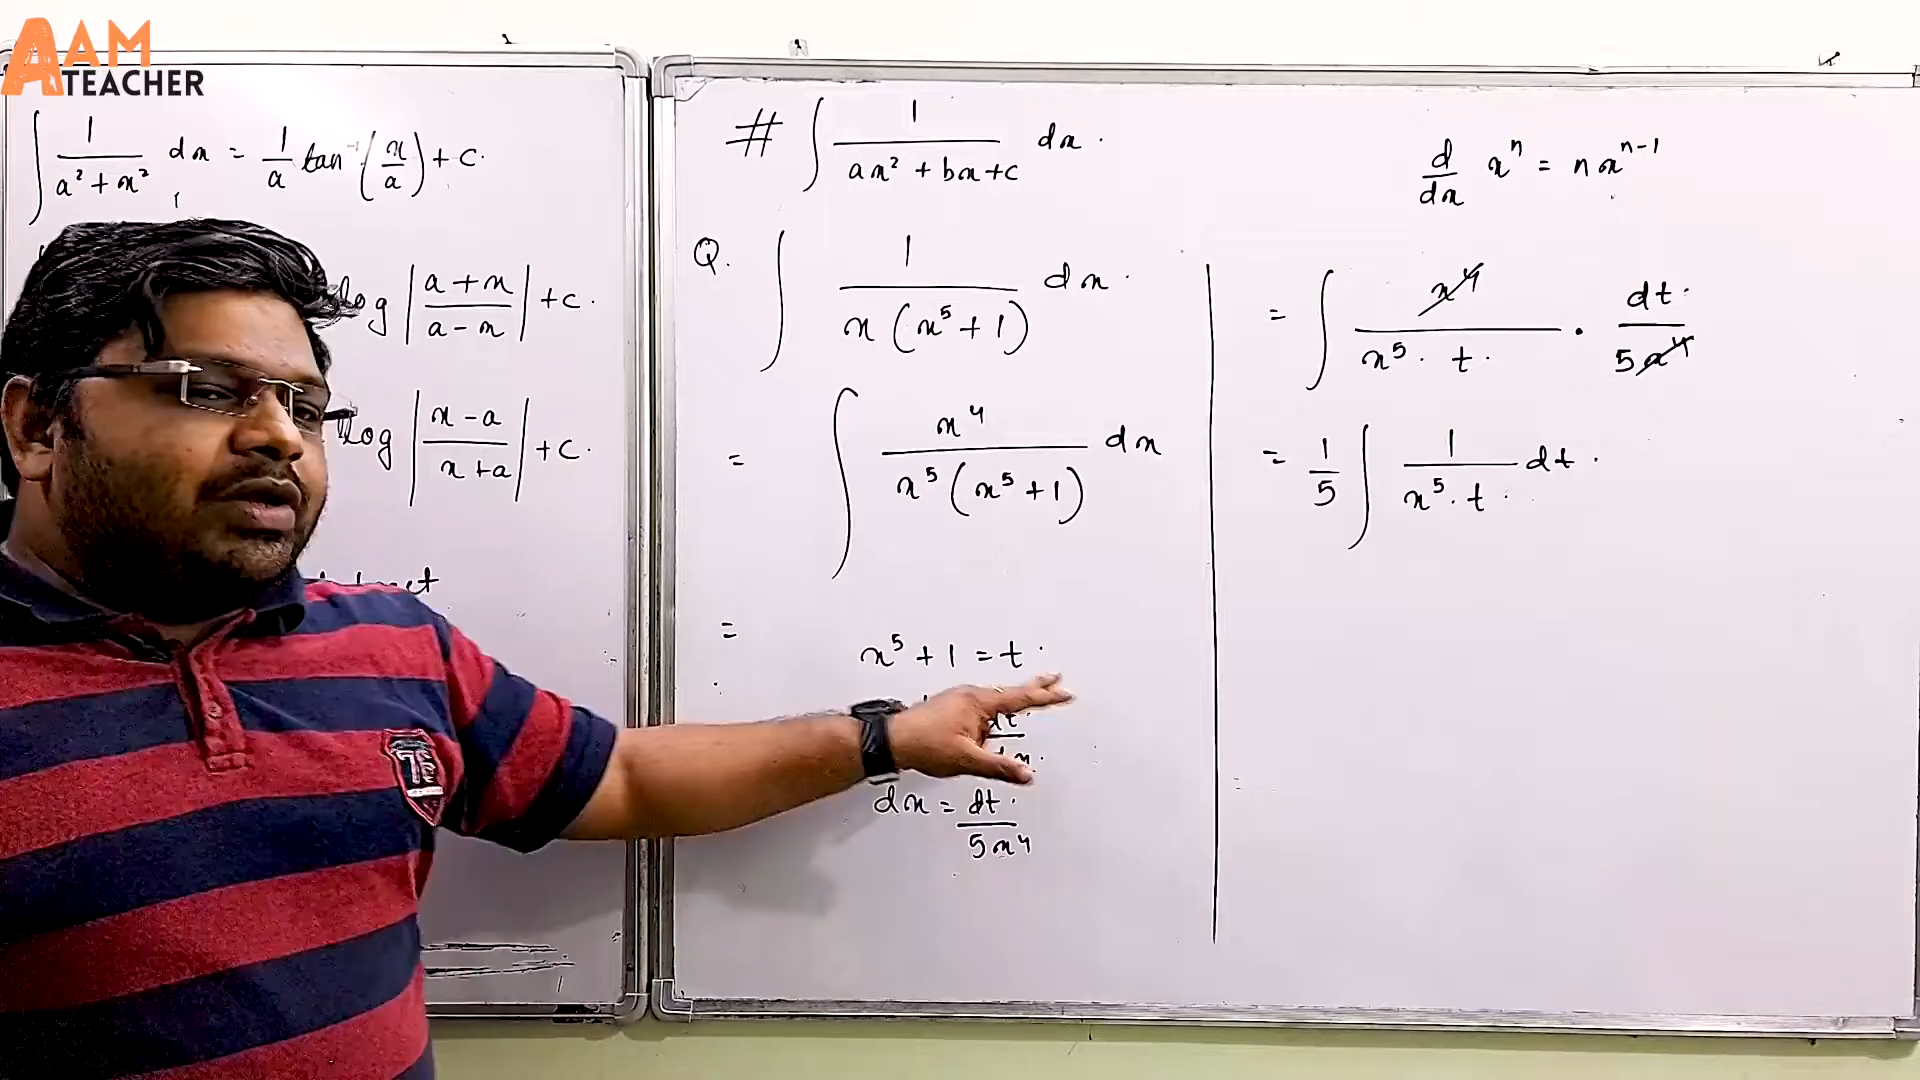 AAM
TEACHER
∫ 1/(a² + x²) dx = 1/a tan⁻¹(x/a) + c.
log |(a + x)/(a - x)| + c.
log |(x - a)/(x + a)| + c.
# ∫ 1/(ax² + bx + c) dx.
Q. ∫ 1/(x(x⁵ + 1)) dx.
= ∫ x⁴/(x⁵(x⁵ + 1)) dx
=
x⁵ + 1 = t.
dx = dt./5x⁴
d/dx xⁿ = n xⁿ⁻¹
= ∫ x⁴/(x⁵. t.) . dt./5x⁴
= 1/5 ∫ 1/(x⁵. t.) dt.